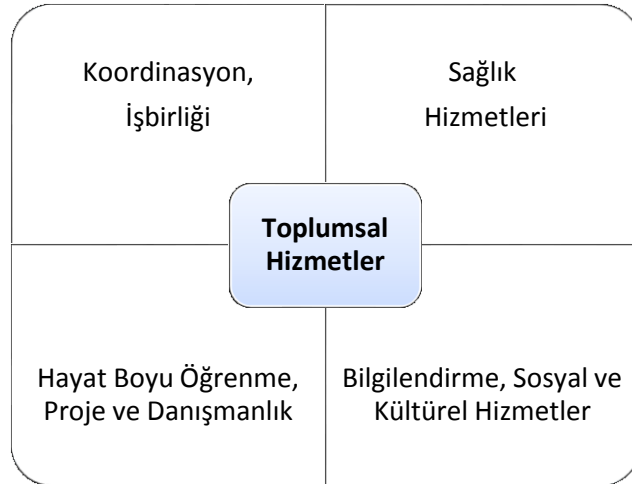 Koordinasyon,
İşbirliği
Sağlık
Hizmetleri
Toplumsal
Hizmetler
Hayat Boyu Öğrenme,
Proje ve Danışmanlık
Bilgilendirme, Sosyal ve
Kültürel Hizmetler